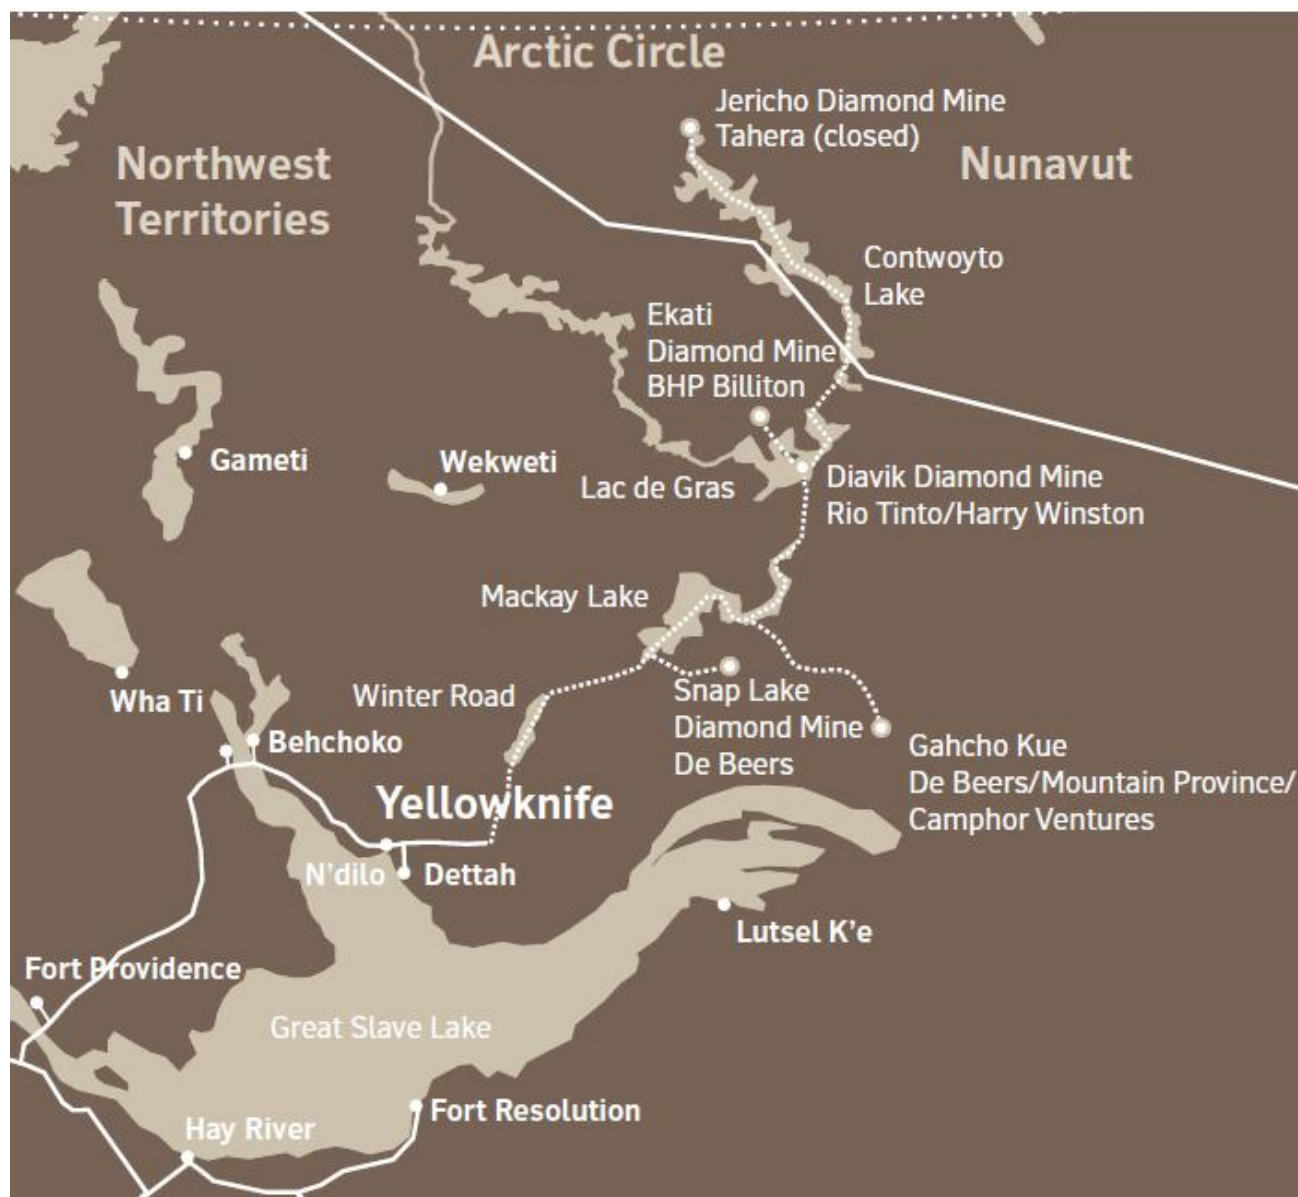 Arctic Circle
Jericho Diamond Mine
Tahera (closed)
Northwest
Territories
Nunavut
Contwoyto
Lake
Ekati
Diamond Mine
BHP Billiton
Gameti
Wekweti
Lac de Gras
Diavik Diamond Mine
Rio Tinto/Harry Winston
Mackay Lake
Wha Ti
Winter Road
Snap Lake
Diamond Mine
De Beers
Behchoko
Gahcho Kue
De Beers/Mountain Province/
Camphor Ventures
Yellowknife
N'dilo
Dettah
Lutsel K'e
Fort Providence
Great Slave Lake
Fort Resolution
Hay River